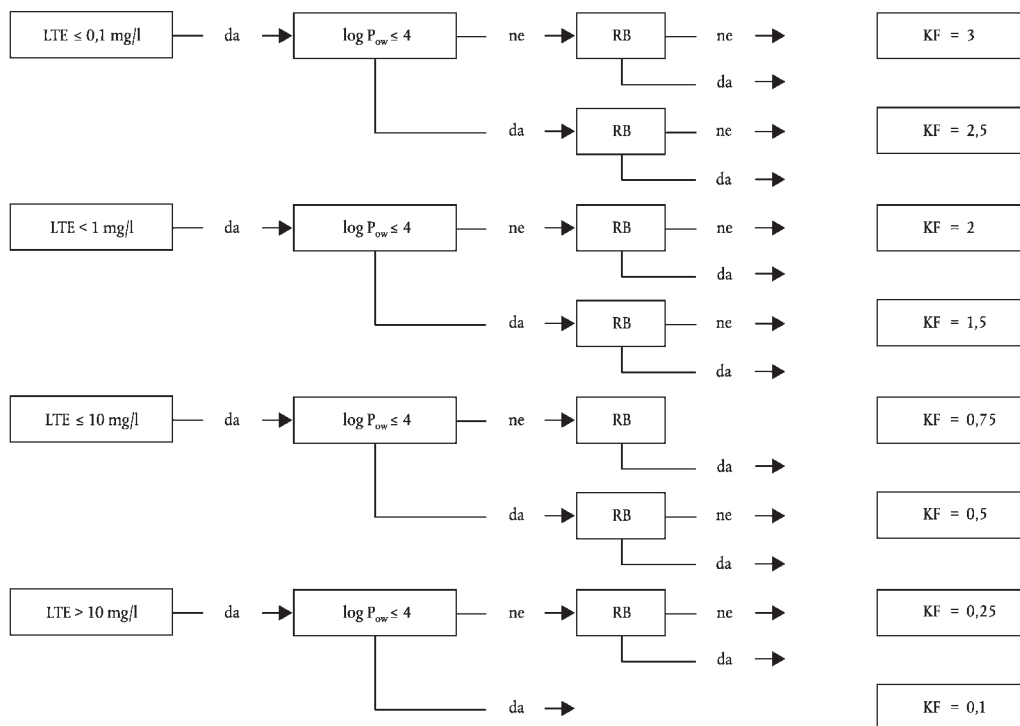 LTE ≤ 0,1 mg/l da log Pow ≤ 4 ne RB ne KF = 3
da
da RB ne KF = 2,5
da
LTE < 1 mg/l da log Pow ≤ 4 ne RB ne KF = 2
da
da RB ne KF = 1,5
da
LTE ≤ 10 mg/l da log Pow ≤ 4 ne RB KF = 0,75
da
da RB ne KF = 0,5
da
LTE > 10 mg/l da log Pow ≤ 4 ne RB ne KF = 0,25
da
da KF = 0,1